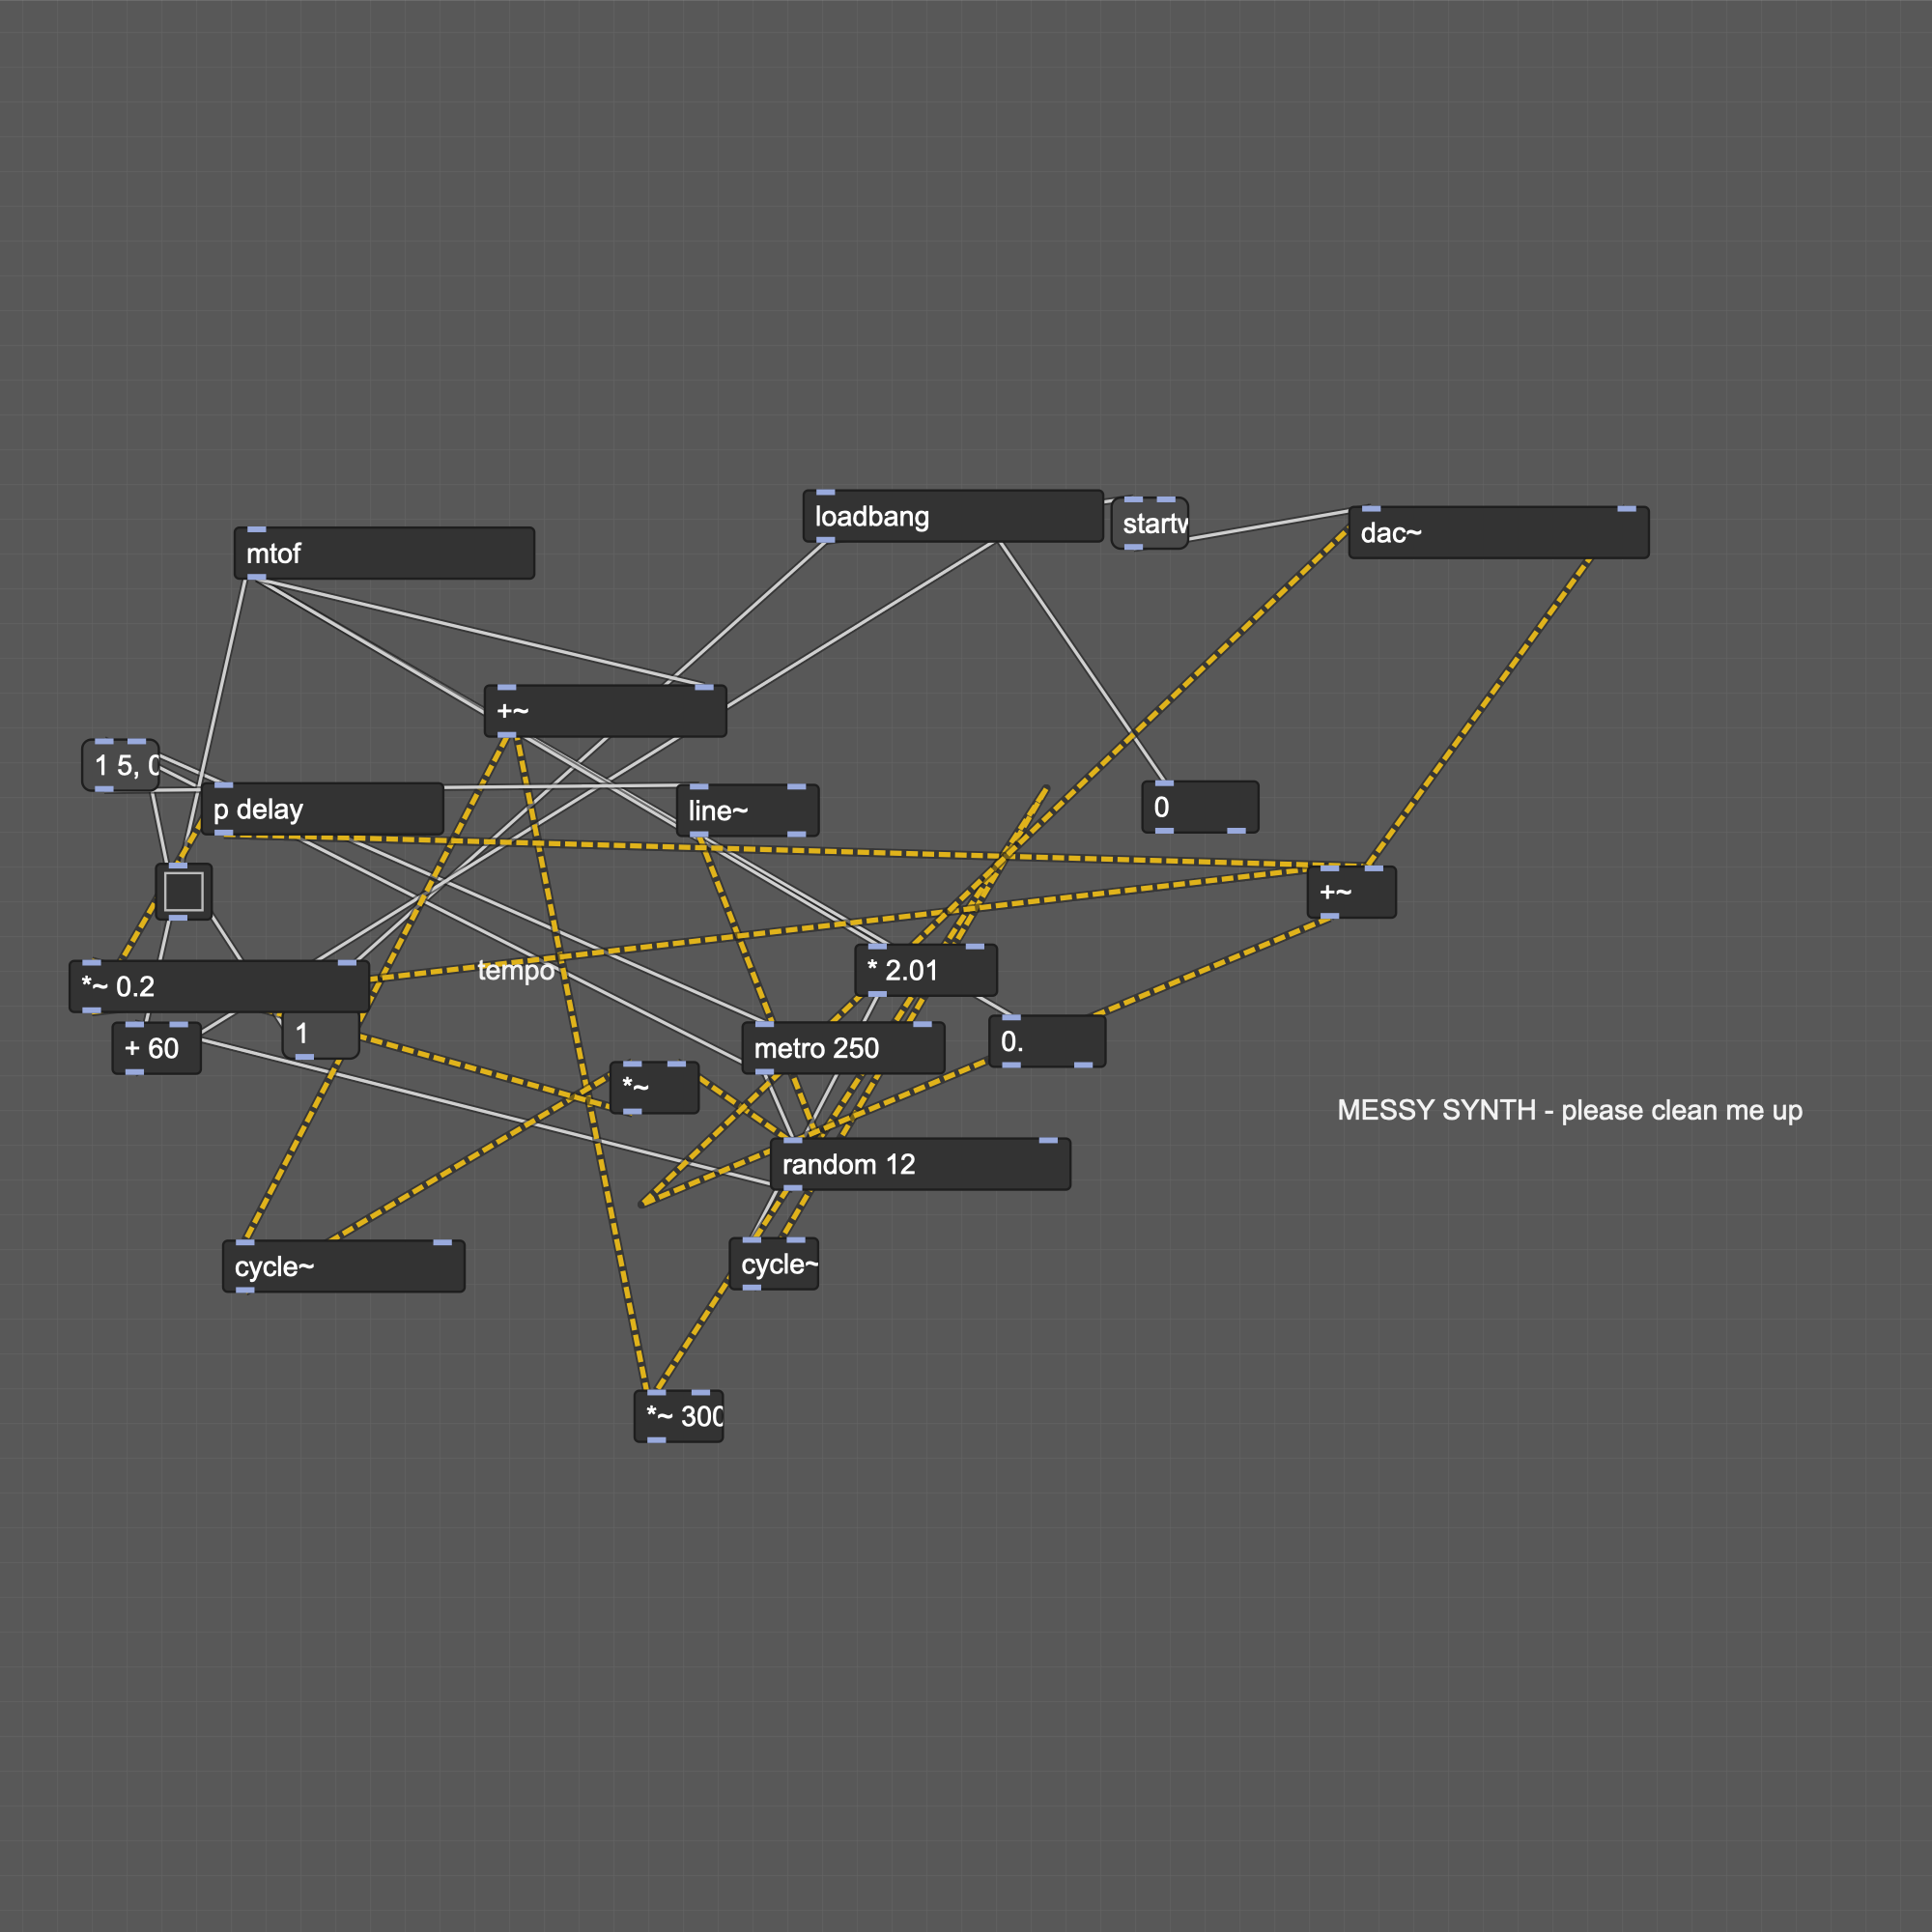 loadbang
startw
dac~
mtof
+~
1 5, 0
p delay
line~
0
+~
tempo
* 2.01
*~ 0.2
1
+ 60
metro 250
0.
*~
MESSY SYNTH - please clean me up
random 12
cycle~
cycle~
*~ 300